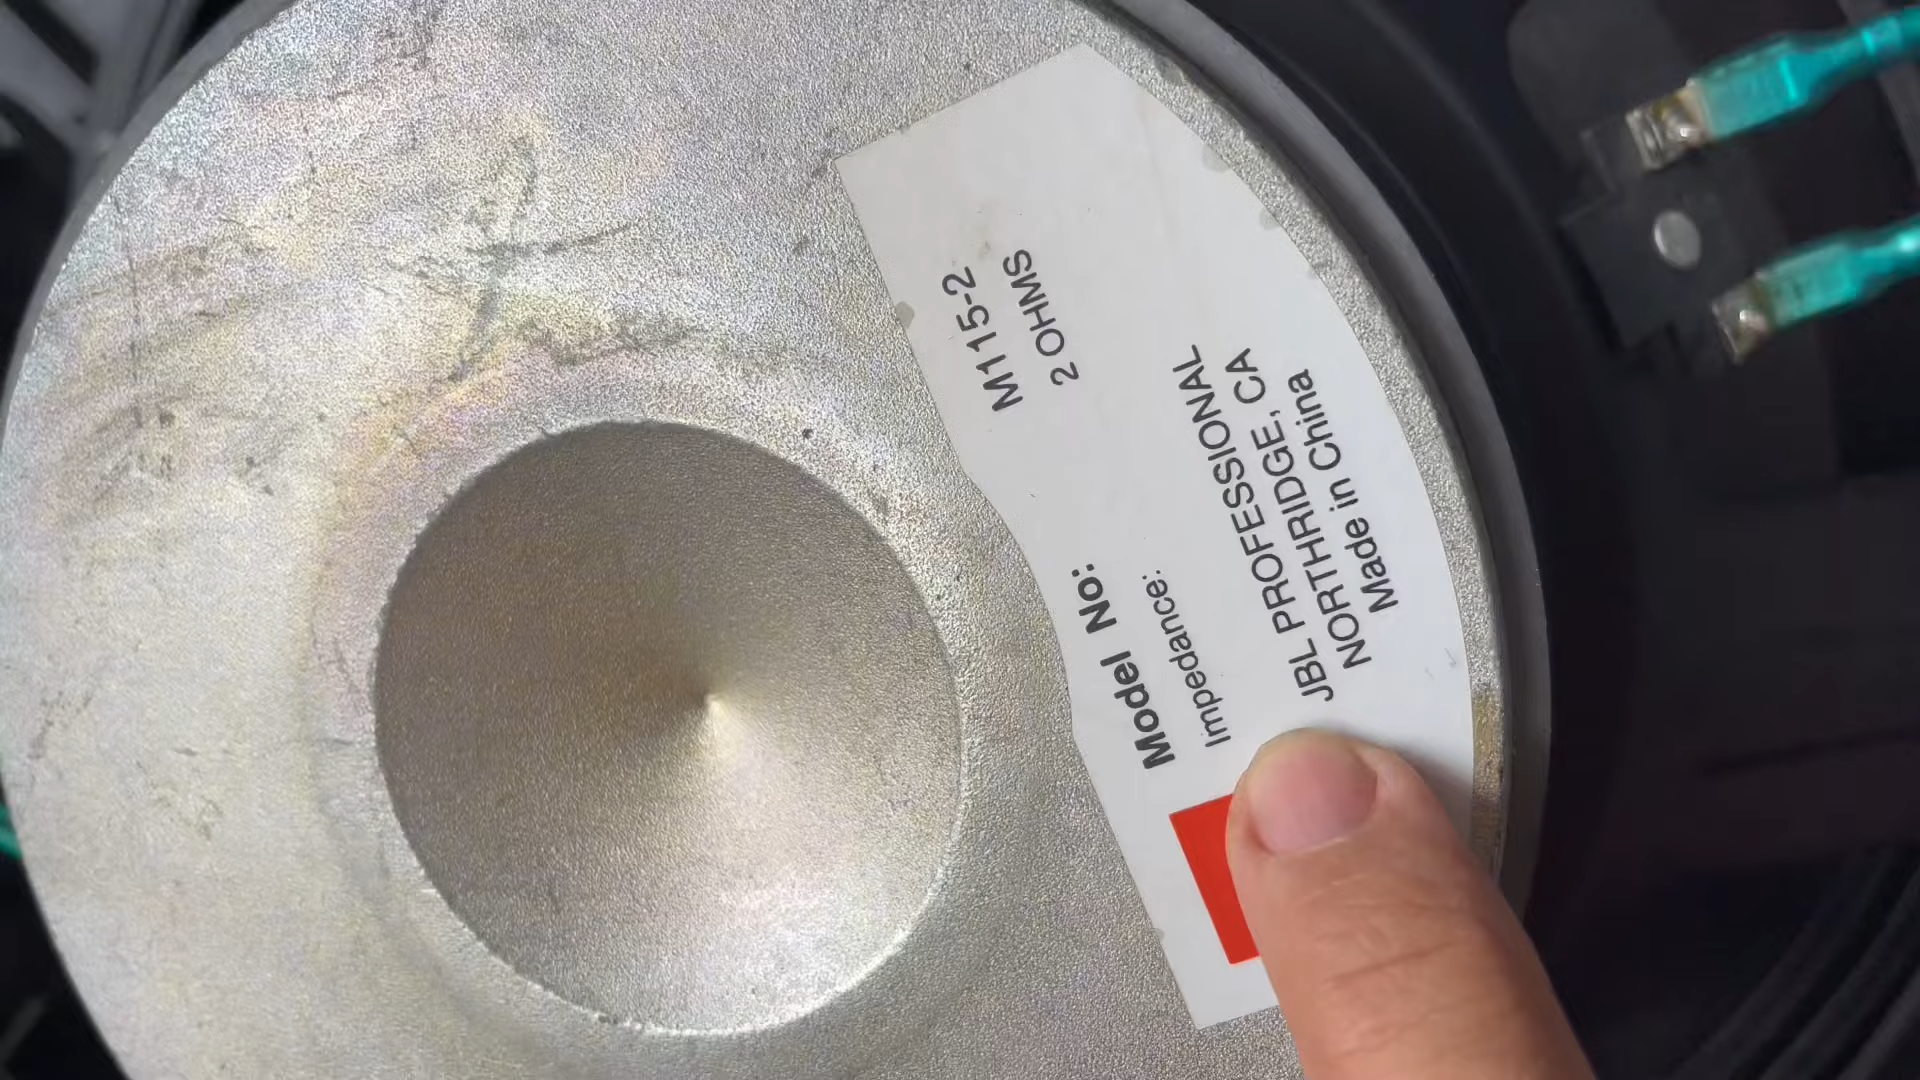 Model No: M115-2
Impedance: 2 OHMS
JBL PROFESSIONAL
NORTHRIDGE, CA
Made in China